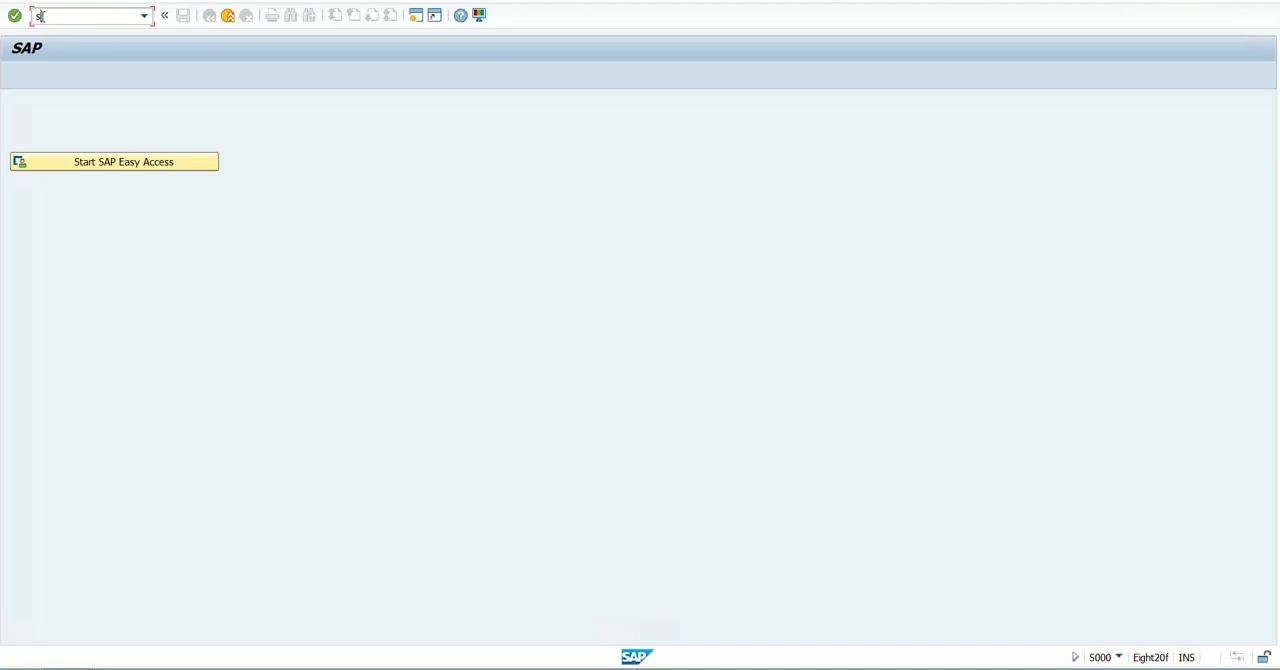 s
SAP
Start SAP Easy Access
SAP
S000
Eight20f
INS